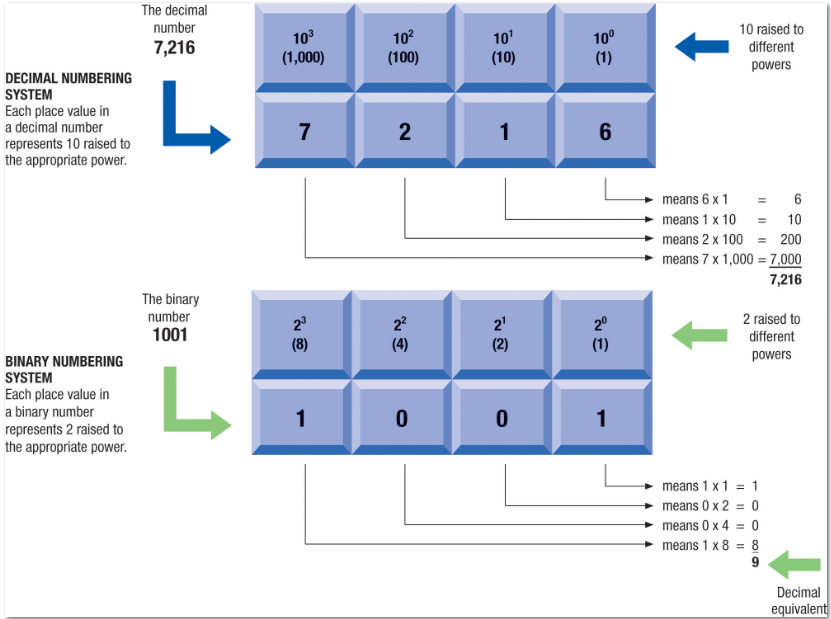 The decimal
number
7,216
DECIMAL NUMBERING
SYSTEM
Each place value in
a decimal number
represents 10 raised to
the appropriate power.
10³ 10² 10¹ 10⁰
(1,000) (100) (10) (1)
7 2 1 6
10 raised to
different
powers
means 6 x 1 = 6
means 1 x 10 = 10
means 2 x 100 = 200
means 7 x 1,000 = 7,000
7,216
The binary
number
1001
BINARY NUMBERING
SYSTEM
Each place value in
a binary number
represents 2 raised to
the appropriate power.
2³ 2² 2¹ 2⁰
(8) (4) (2) (1)
1 0 0 1
2 raised to
different
powers
means 1 x 1 = 1
means 0 x 2 = 0
means 0 x 4 = 0
means 1 x 8 = 8
9
Decimal
equivalent